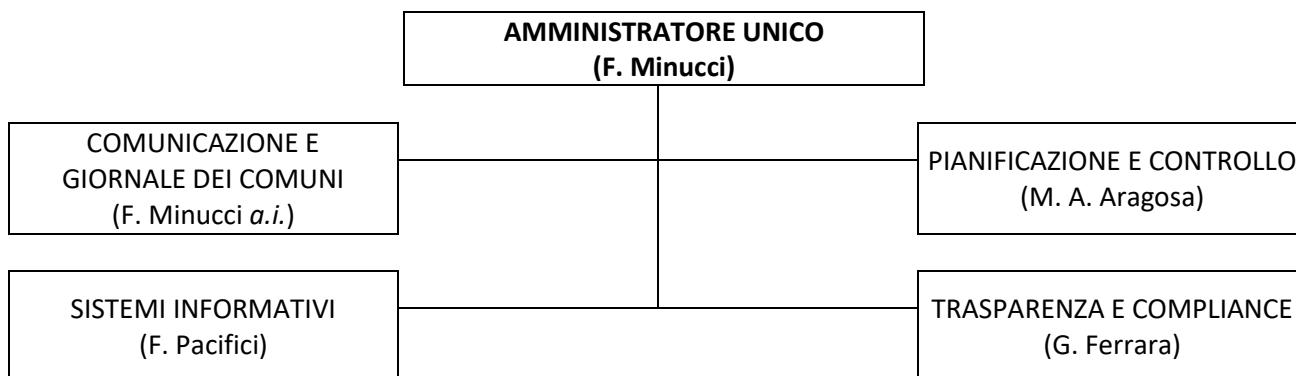 AMMINISTRATORE UNICO
(F. Minucci)
COMUNICAZIONE E
GIORNALE DEI COMUNI
(F. Minucci a.i.)
PIANIFICAZIONE E CONTROLLO
(M. A. Aragosa)
SISTEMI INFORMATIVI
(F. Pacifici)
TRASPARENZA E COMPLIANCE
(G. Ferrara)